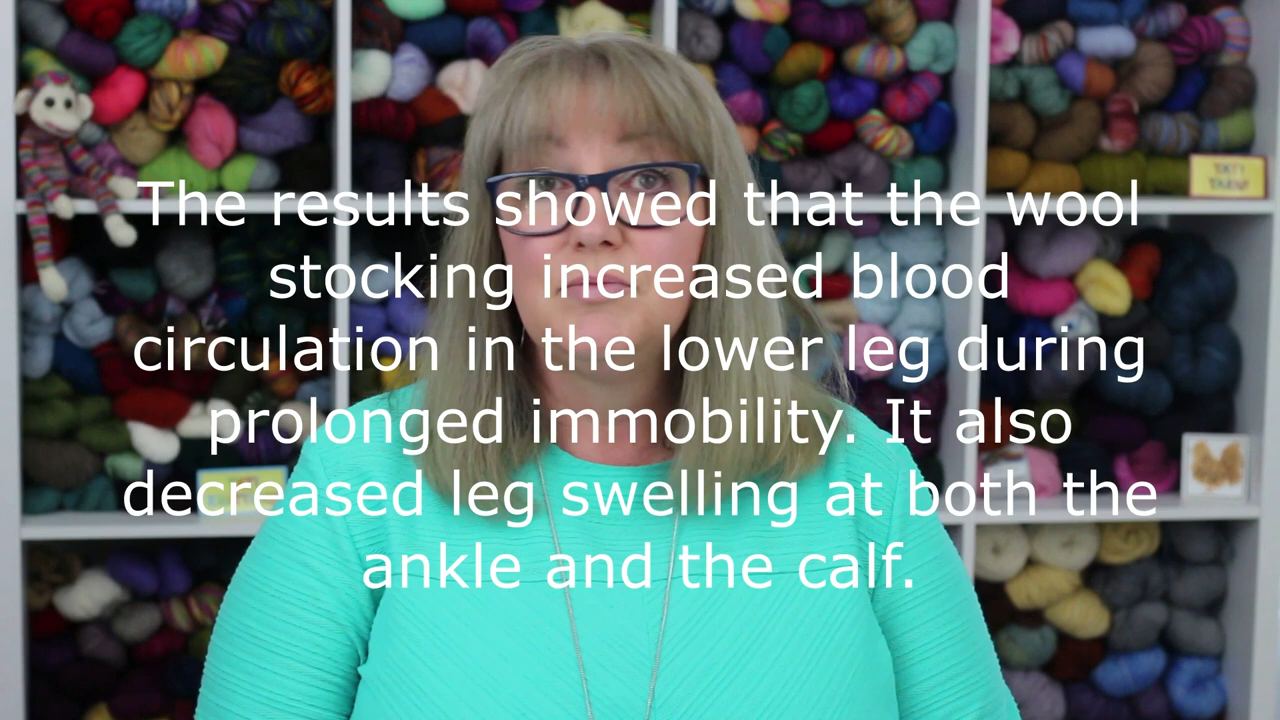 The results showed that the wool
stocking increased blood
circulation in the lower leg during
prolonged immobility. It also
decreased leg swelling at both the
ankle and the calf.